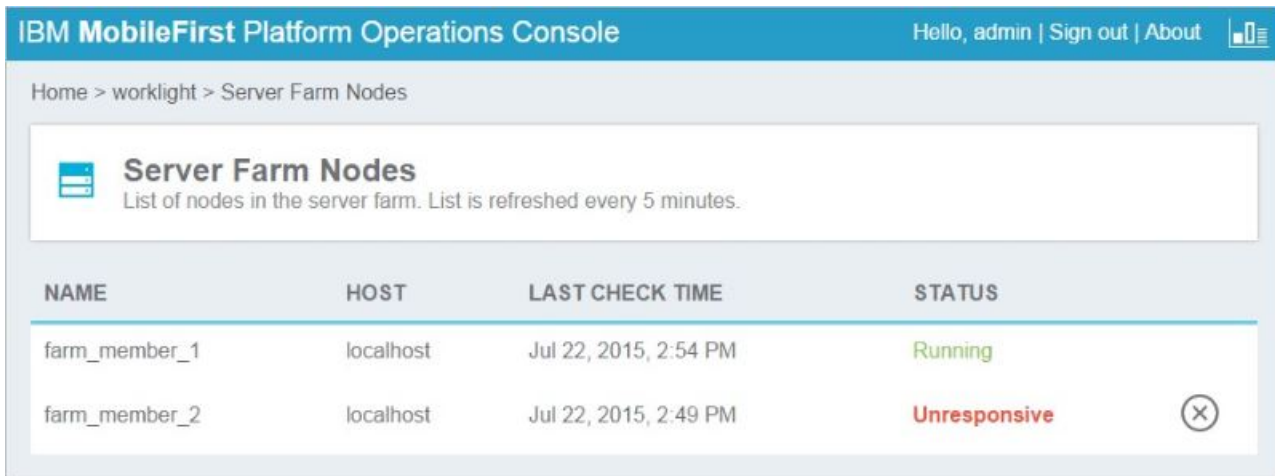 IBM MobileFirst Platform Operations Console Hello, admin | Sign out | About
Home > worklight > Server Farm Nodes
Server Farm Nodes
List of nodes in the server farm. List is refreshed every 5 minutes.
NAME HOST LAST CHECK TIME STATUS
farm_member_1 localhost Jul 22, 2015, 2:54 PM Running
farm_member_2 localhost Jul 22, 2015, 2:49 PM Unresponsive